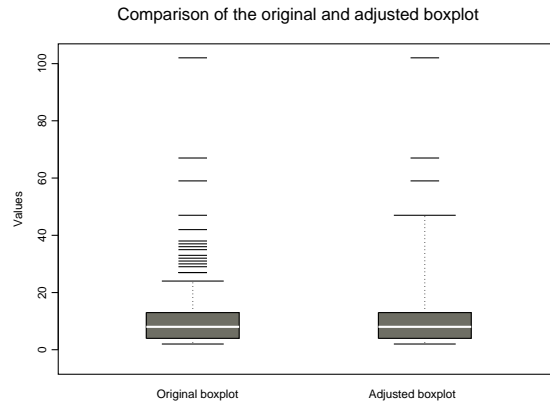 Comparison of the original and adjusted boxplot
Values
100
80
60
40
20
0
Original boxplot
Adjusted boxplot